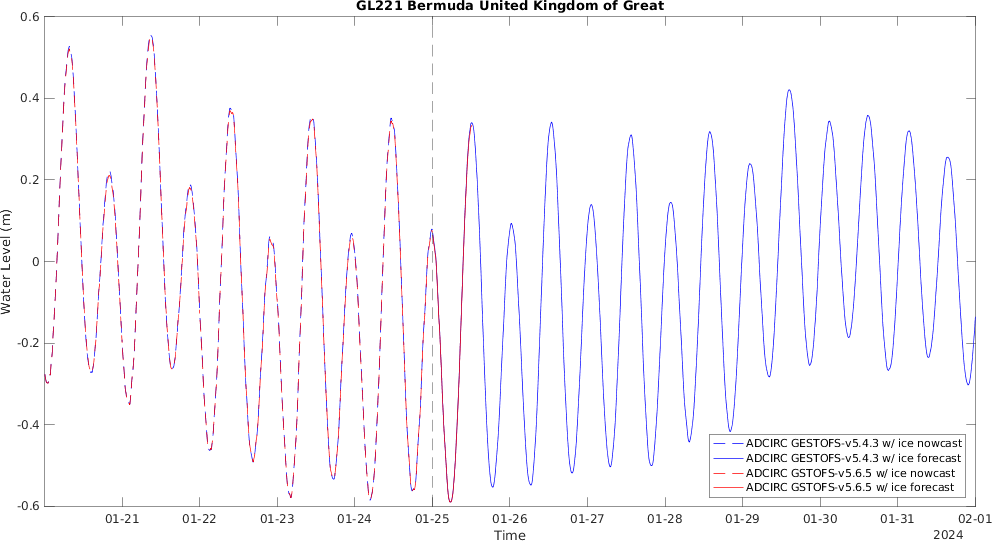 GL221 Bermuda United Kingdom of Great
0.6
0.4
0.2
0
-0.2
-0.4
-0.6
Water Level (m)
ADCIRC GESTOFS-v5.4.3 w/ ice nowcast
ADCIRC GESTOFS-v5.4.3 w/ ice forecast
ADCIRC GSTOFS-v5.6.5 w/ ice nowcast
ADCIRC GSTOFS-v5.6.5 w/ ice forecast
01-21 01-22 01-23 01-24 01-25 01-26 01-27 01-28 01-29 01-30 01-31 02-01
Time
2024